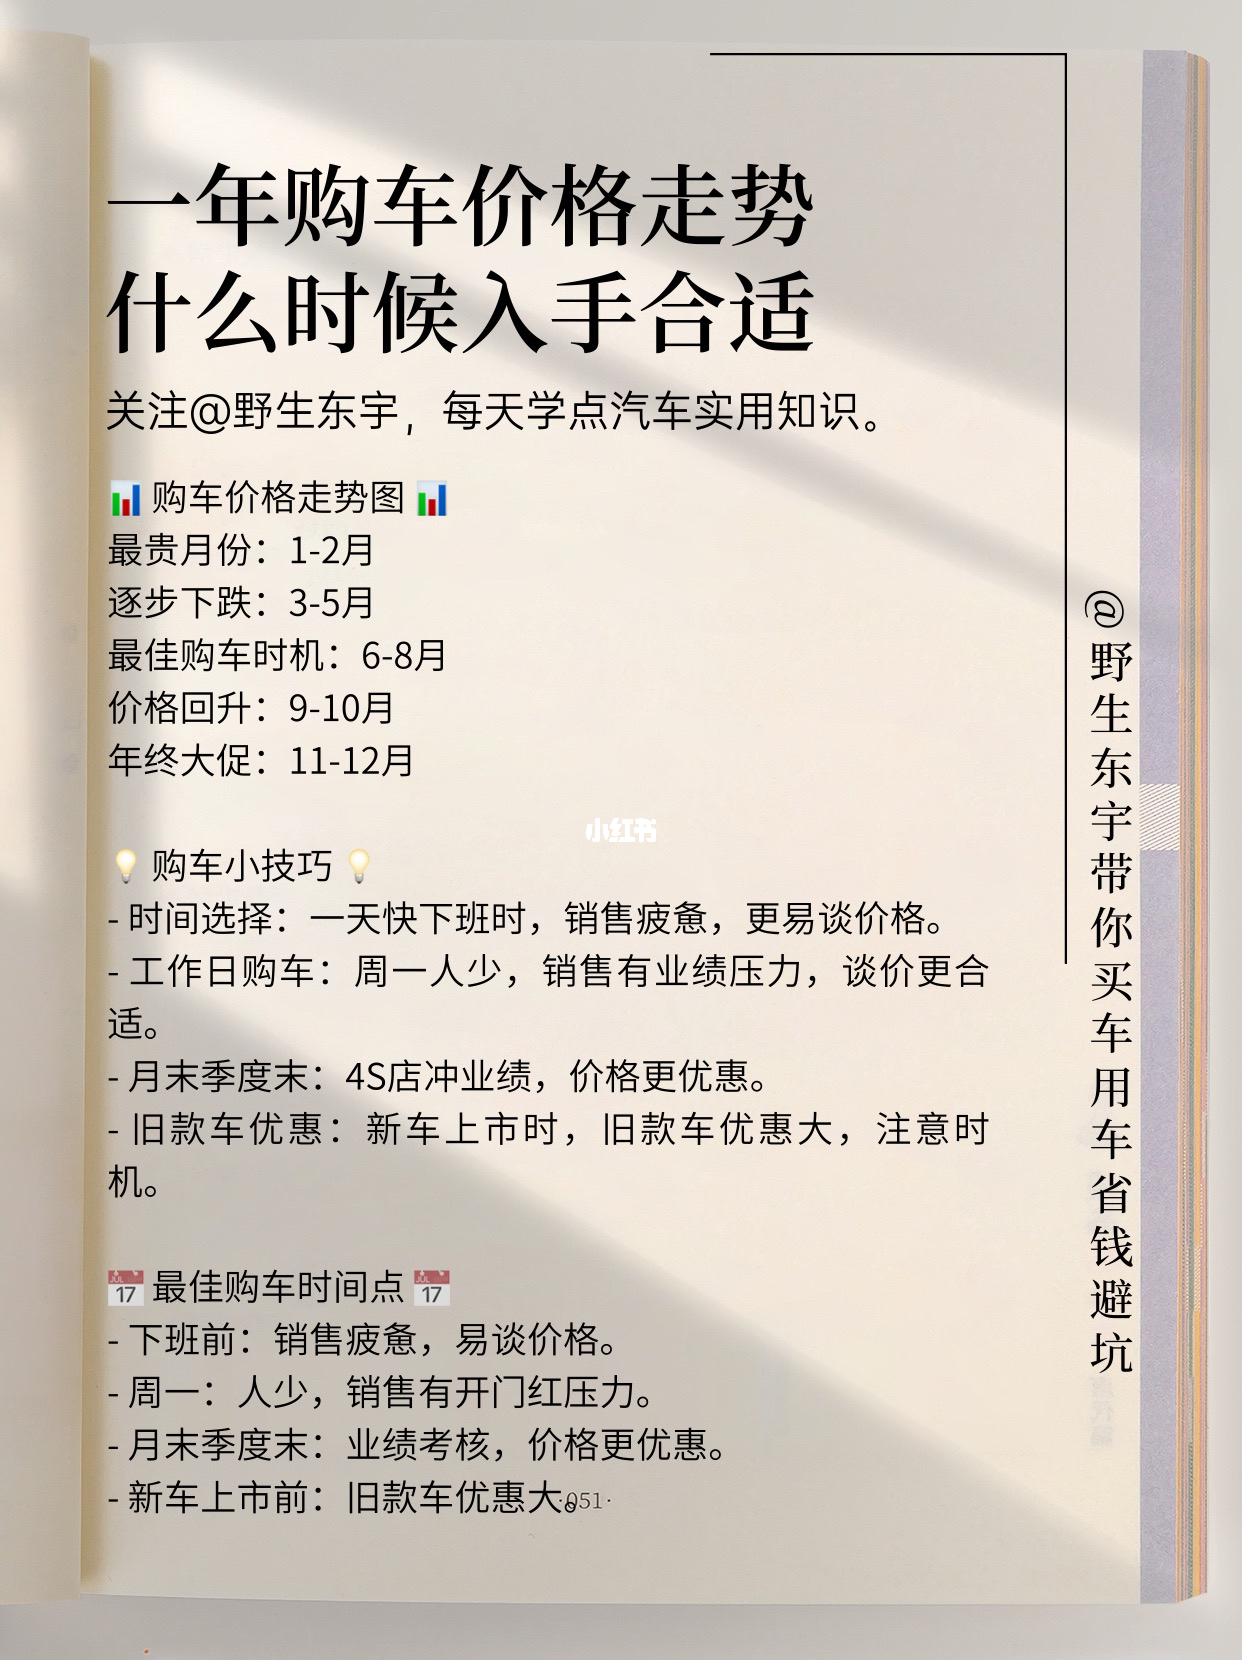 一年购车价格走势
什么时候入手合适
关注@野生东宇，每天学点汽车实用知识。
📊 购车价格走势图 📊
最贵月份：1-2月
逐步下跌：3-5月
最佳购车时机：6-8月
价格回升：9-10月
年终大促：11-12月
小红书
💡 购车小技巧 💡
- 时间选择：一天快下班时，销售疲惫，更易谈价格。
- 工作日购车：周一人少，销售有业绩压力，谈价更合
适。
- 月末季度末：4S店冲业绩，价格更优惠。
- 旧款车优惠：新车上市时，旧款车优惠大，注意时
机。
📅 最佳购车时间点 📅
- 下班前：销售疲惫，易谈价格。
- 周一：人少，销售有开门红压力。
- 月末季度末：业绩考核，价格更优惠。
- 新车上市前：旧款车优惠大。
·051·
@野生东宇带你买车用车省钱避坑